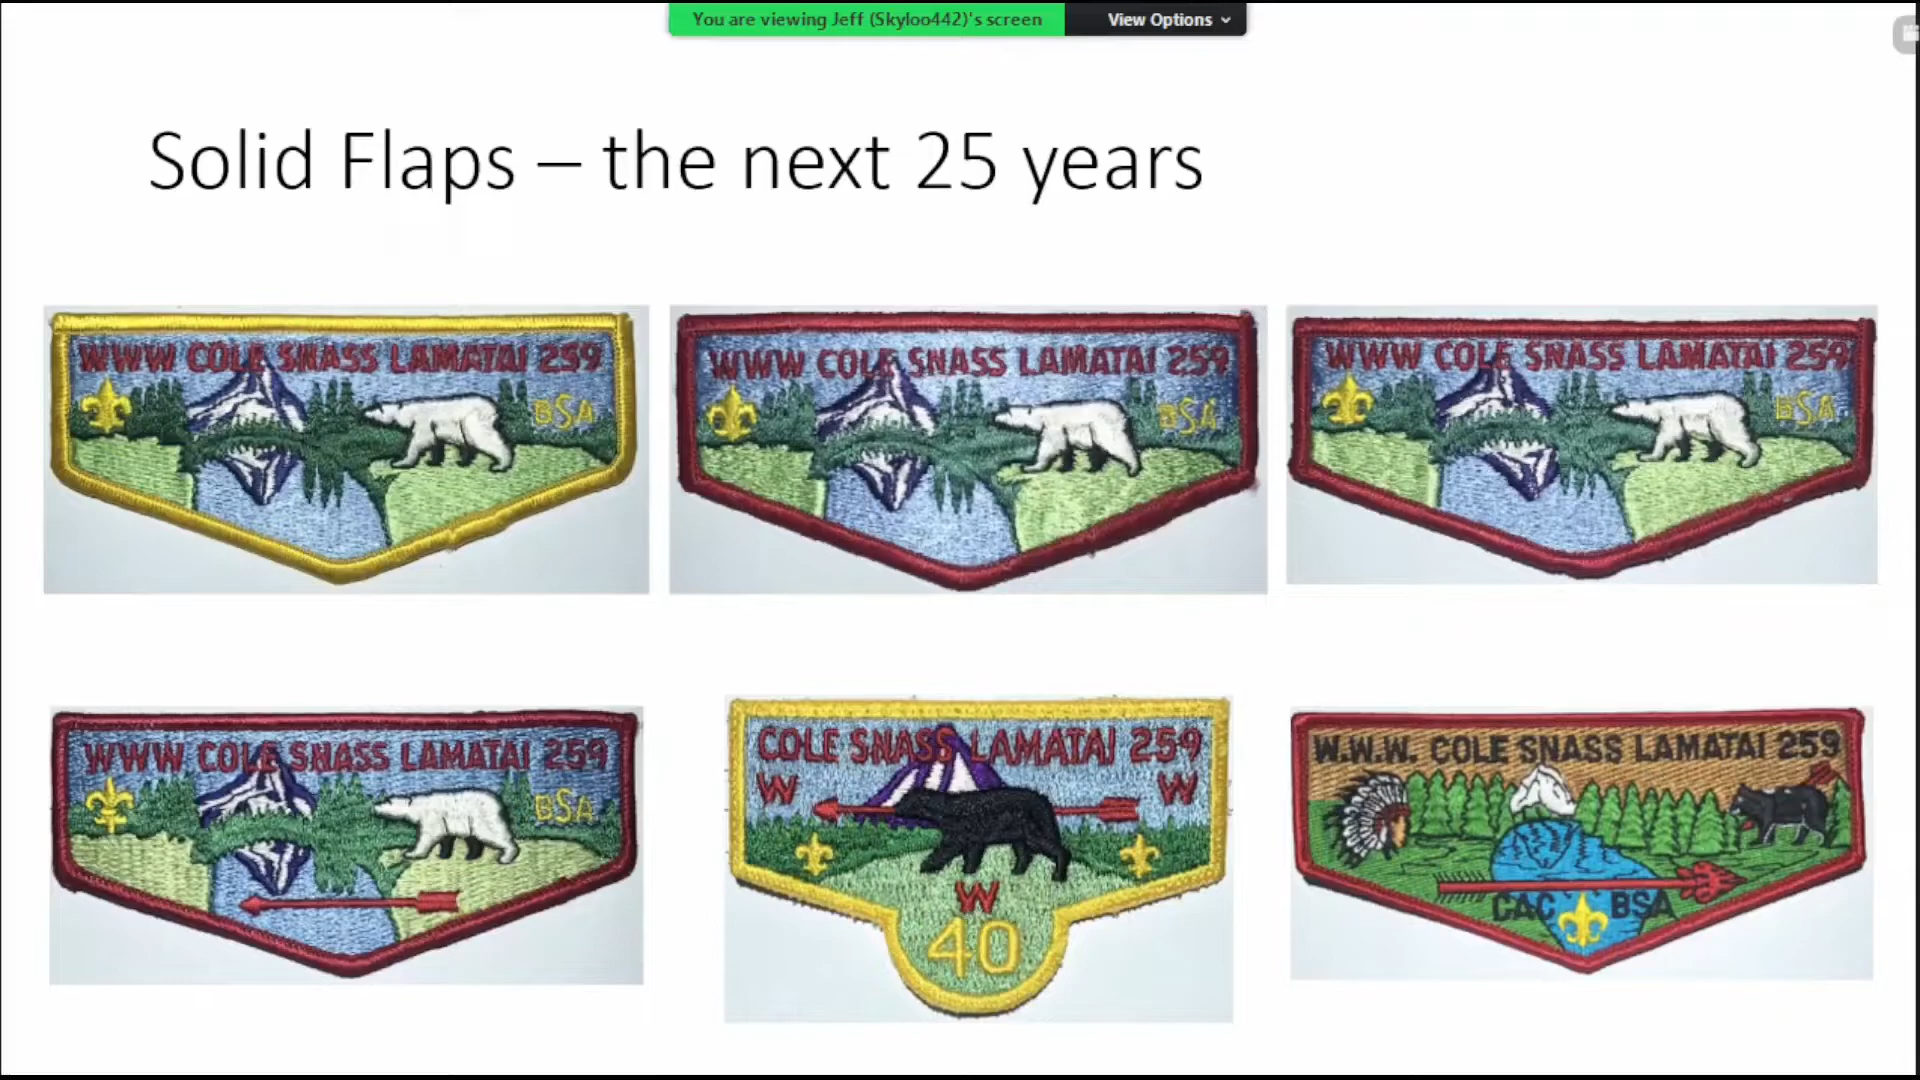 You are viewing Jeff (Skyloo442)'s screen
View Options
Solid Flaps – the next 25 years
WWW COLE SNASS LAMATAI 259
BSA
WWW COLE SNASS LAMATAI 259
BSA
WWW COLE SNASS LAMATAI 259
BSA
WWW COLE SNASS LAMATAI 259
BSA
COLE SNASS LAMATAI 259
W W
W
40
W.W.W. COLE SNASS LAMATAI 259
CAC BSA